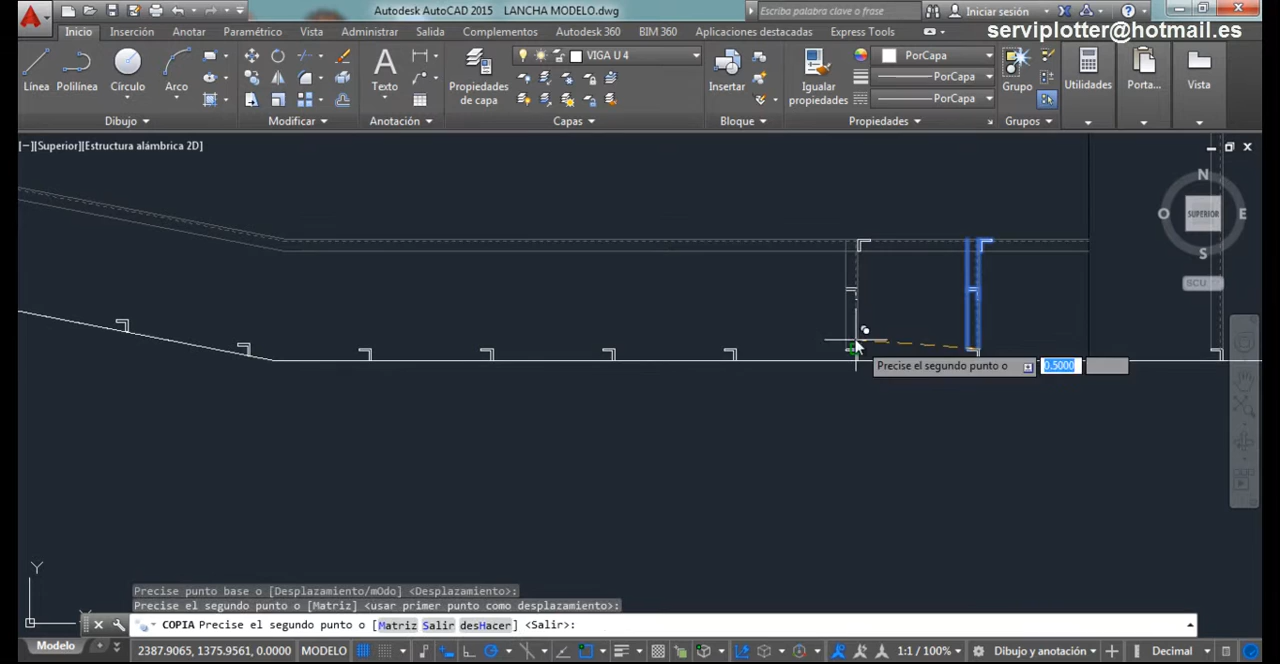 Autodesk AutoCAD 2015 LANCHA MODELO.dwg
Escriba palabra clave o frase
Iniciar sesión
Inicio Inserción Anotar Paramétrico Vista Administrar Salida Complementos Autodesk 360 BIM 360 Aplicaciones destacadas Express Tools
serviplotter@hotmail.es
VIGA U 4
PorCapa
PorCapa
PorCapa
Línea Polilínea Círculo Arco
Texto
Propiedades de capa
Insertar
Igualar propiedades
Grupo
Utilidades
Porta...
Vista
Dibujo Modificar Anotación Capas Bloque Propiedades Grupos
[−][Superior][Estructura alámbrica 2D]
N
O SUPERIOR E
S
SCU
Precise el segundo punto o 0.5000
Y
Precise punto base o [Desplazamiento/mOdo] <Desplazamiento>:
Precise el segundo punto o [Matriz] <usar primer punto como desplazamiento>:
COPIA Precise el segundo punto o [Matriz Salir desHacer] <Salir>:
Modelo
2387.9065, 1375.9561, 0.0000 MODELO
1:1 / 100%
Dibujo y anotación
Decimal